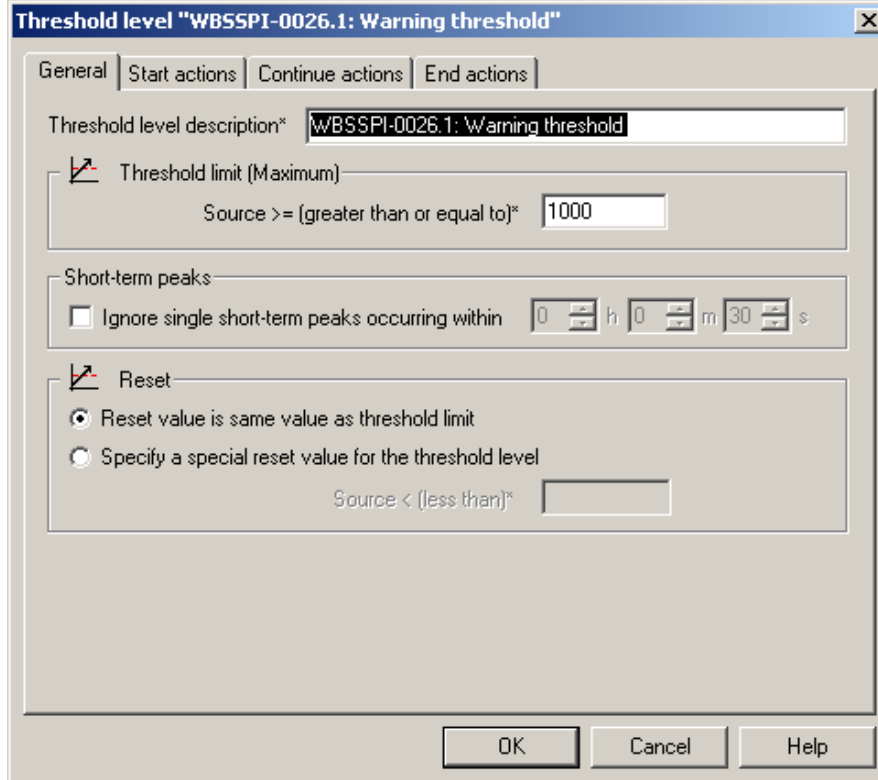 Threshold level "WBSSPI-0026.1: Warning threshold"
General Start actions Continue actions End actions
Threshold level description* WBSSPI-0026.1: Warning threshold
Threshold limit (Maximum)
Source >= (greater than or equal to)* 1000
Short-term peaks
Ignore single short-term peaks occurring within 0 h 0 m 30 s
Reset
Reset value is same value as threshold limit
Specify a special reset value for the threshold level
Source < (less than)*
OK Cancel Help